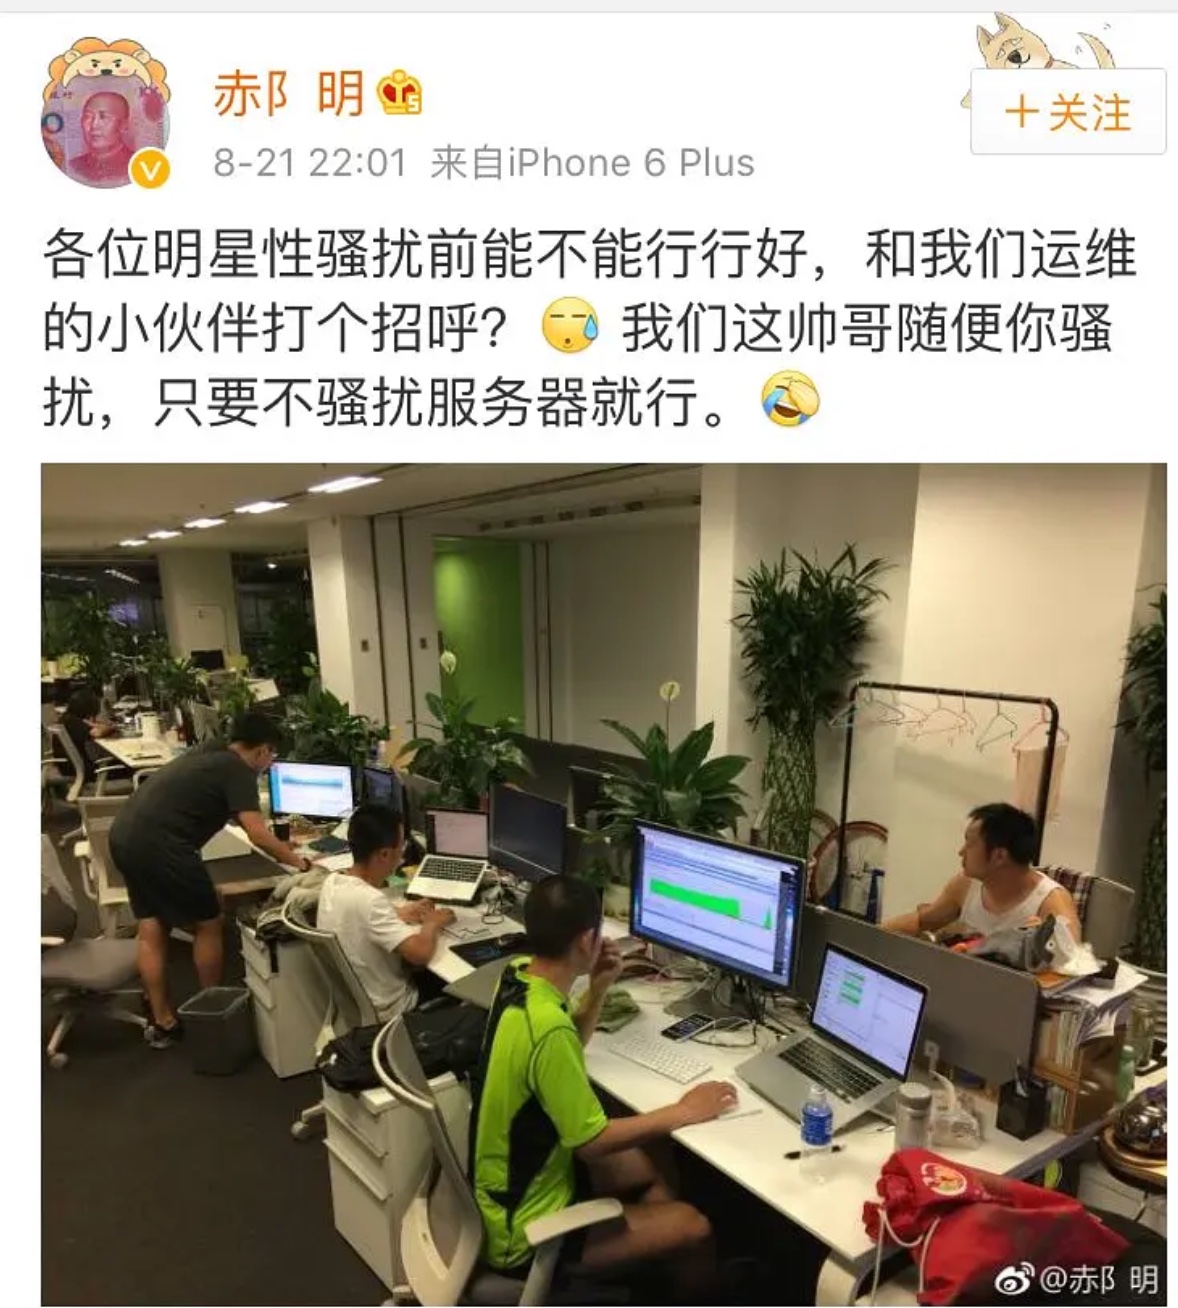 赤阝 明
8-21 22:01 来自iPhone 6 Plus
+关注
各位明星性骚扰前能不能行行好，和我们运维
的小伙伴打个招呼？ 我们这帅哥随便你骚
扰，只要不骚扰服务器就行。
@赤阝 明